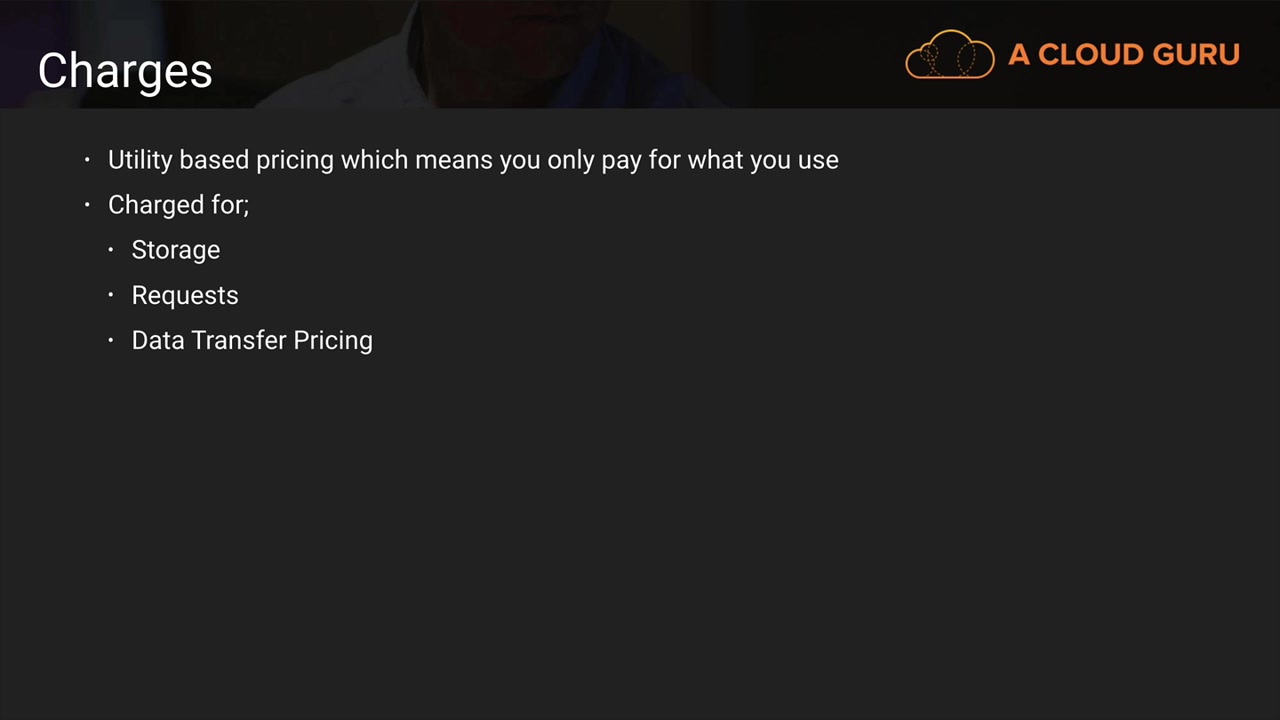 Charges
A CLOUD GURU
· Utility based pricing which means you only pay for what you use
· Charged for;
· Storage
· Requests
· Data Transfer Pricing